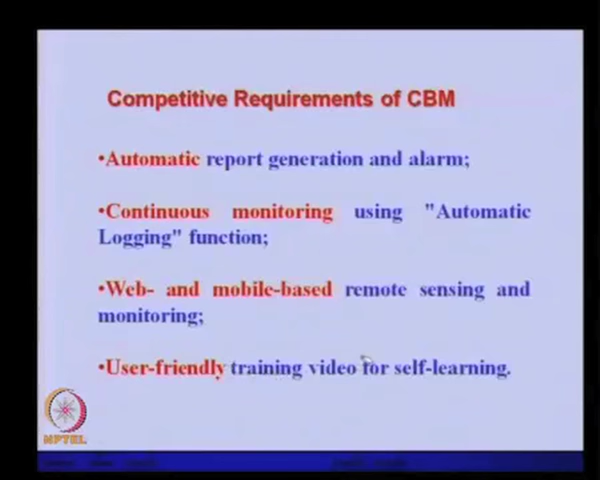 Competitive Requirements of CBM
•Automatic report generation and alarm;
•Continuous monitoring using "Automatic
Logging" function;
•Web- and mobile-based remote sensing and
monitoring;
•User-friendly training video for self-learning.
NPTEL